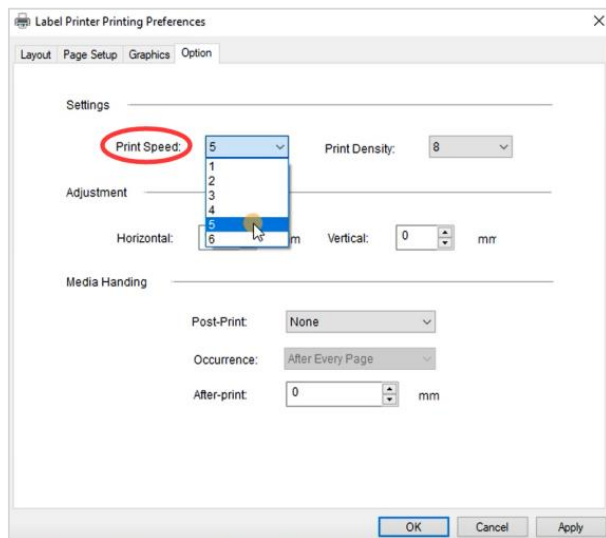 Label Printer Printing Preferences
Layout Page Setup Graphics Option
Settings
Print Speed: 5 Print Density: 8
1
2
3
4
5
6
Adjustment
Horizontal: m Vertical: 0 mm
Media Handing
Post-Print: None
Occurrence: After Every Page
After-print: 0 mm
OK Cancel Apply